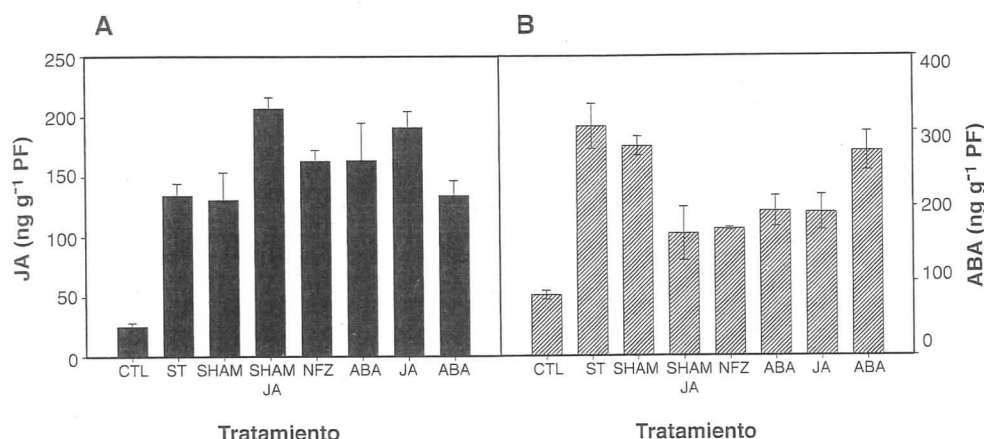 A
B
250
200
150
100
50
0
JA (ng g⁻¹ PF)
CTL ST SHAM SHAM NFZ ABA JA ABA
JA
Tratamiento
400
300
200
100
0
ABA (ng g⁻¹ PF)
CTL ST SHAM SHAM NFZ ABA JA ABA
JA
Tratamiento